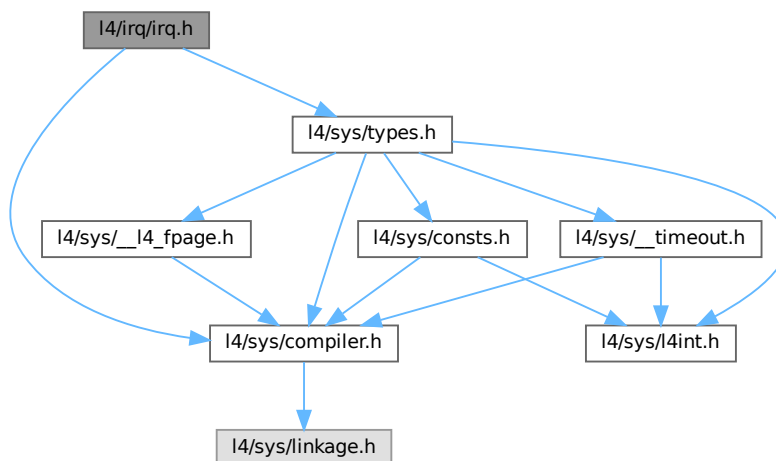 l4/irq/irq.h
l4/sys/types.h
l4/sys/__l4_fpage.h
l4/sys/consts.h
l4/sys/__timeout.h
l4/sys/compiler.h
l4/sys/l4int.h
l4/sys/linkage.h